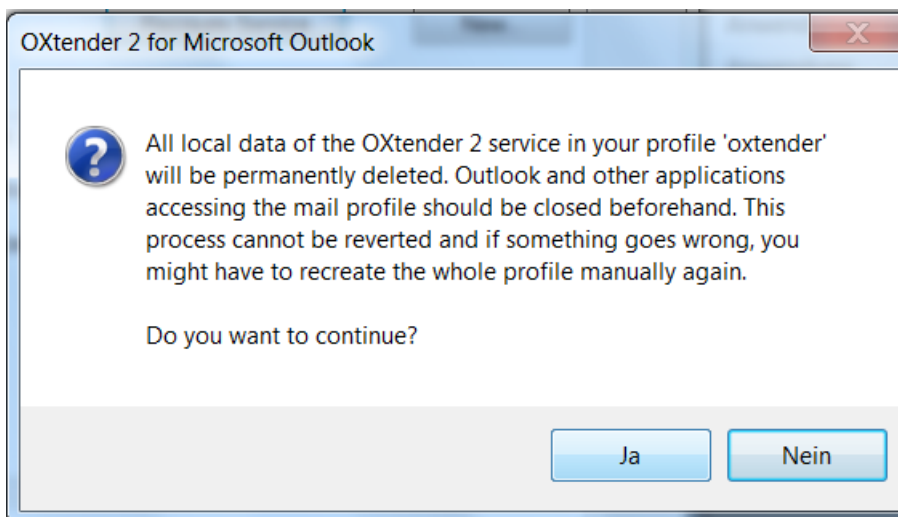 OXtender 2 for Microsoft Outlook
All local data of the OXtender 2 service in your profile 'oxtender'
will be permanently deleted. Outlook and other applications
accessing the mail profile should be closed beforehand. This
process cannot be reverted and if something goes wrong, you
might have to recreate the whole profile manually again.
Do you want to continue?
Ja
Nein